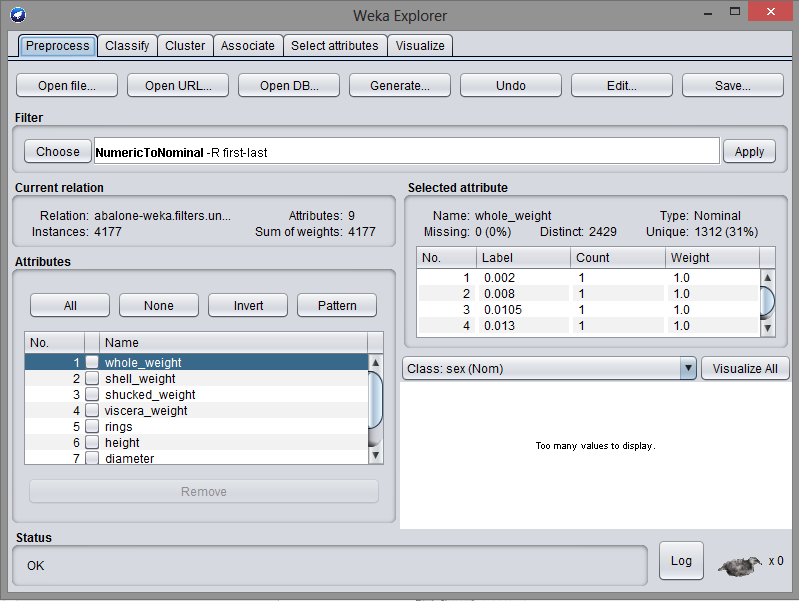 Weka Explorer
Preprocess Classify Cluster Associate Select attributes Visualize
Open file... Open URL... Open DB... Generate... Undo Edit... Save...
Filter
Choose NumericToNominal -R first-last Apply
Current relation
Relation: abalone-weka.filters.un... Attributes: 9
Instances: 4177 Sum of weights: 4177
Attributes
All None Invert Pattern
No. Name
1 whole_weight
2 shell_weight
3 shucked_weight
4 viscera_weight
5 rings
6 height
7 diameter
Remove
Selected attribute
Name: whole_weight Type: Nominal
Missing: 0 (0%) Distinct: 2429 Unique: 1312 (31%)
No. Label Count Weight
1 0.002 1 1.0
2 0.008 1 1.0
3 0.0105 1 1.0
4 0.013 1 1.0
Class: sex (Nom) Visualize All
Too many values to display.
Status
OK Log x 0